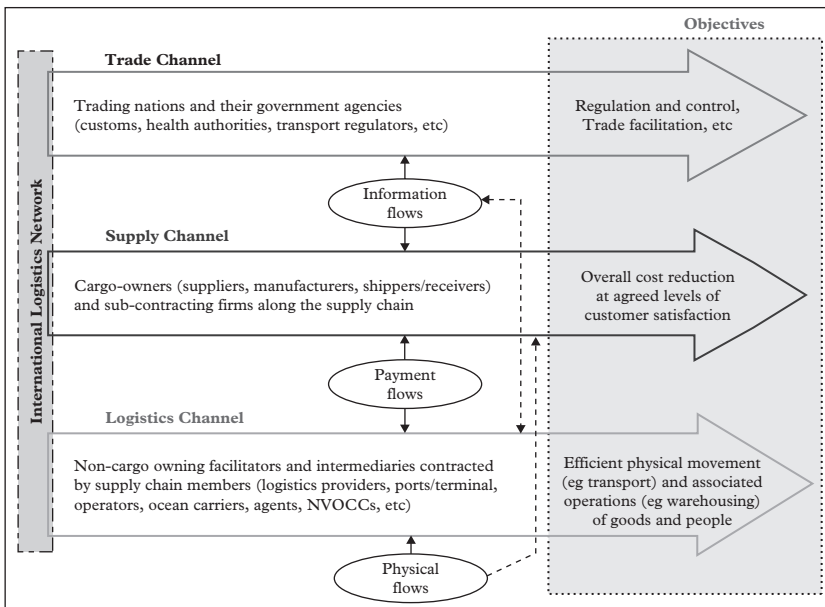 Objectives
International Logistics Network
Trade Channel
Trading nations and their government agencies
(customs, health authorities, transport regulators, etc)
Regulation and control,
Trade facilitation, etc
Information
flows
Supply Channel
Cargo-owners (suppliers, manufacturers, shippers/receivers)
and sub-contracting firms along the supply chain
Overall cost reduction
at agreed levels of
customer satisfaction
Payment
flows
Logistics Channel
Non-cargo owning facilitators and intermediaries contracted
by supply chain members (logistics providers, ports/terminal,
operators, ocean carriers, agents, NVOCCs, etc)
Efficient physical movement
(eg transport) and associated
operations (eg warehousing)
of goods and people
Physical
flows